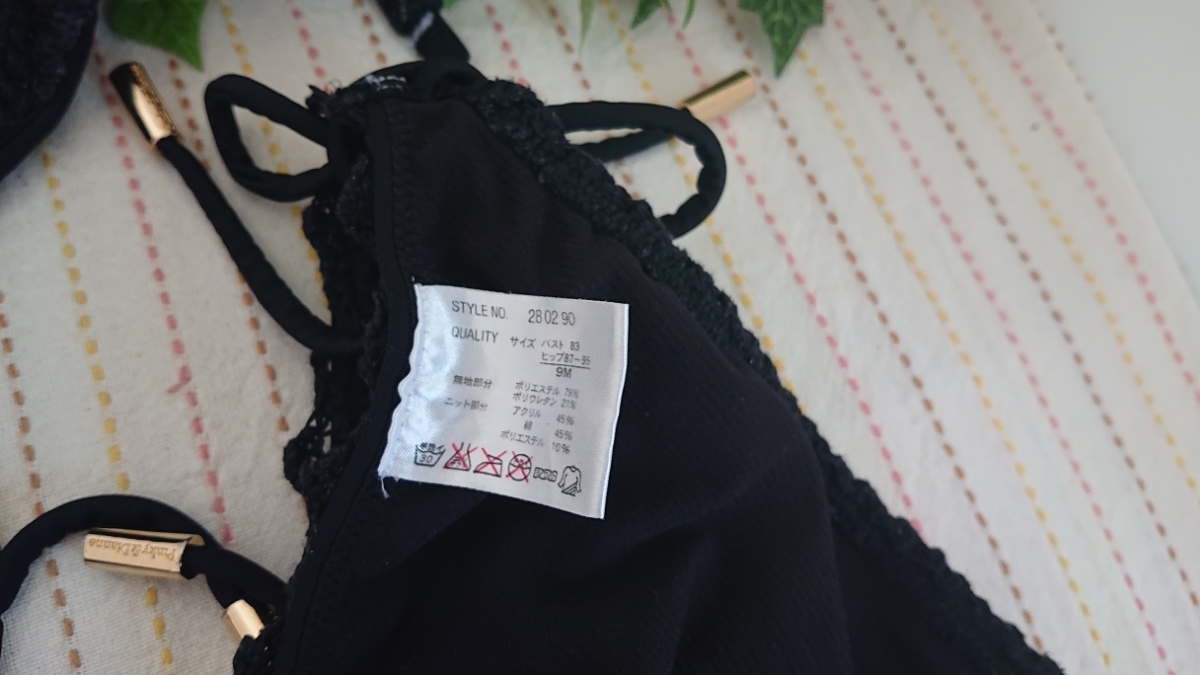 STYLE NO. 28 02 90
QUALITY サイズ バスト 83
ヒップ87~95
9M
無地部分 ポリエステル 79%
ポリウレタン 21%
ニット部分 アクリル 45%
綿 45%
ポリエステル 10%
30
Pinky&Dianne